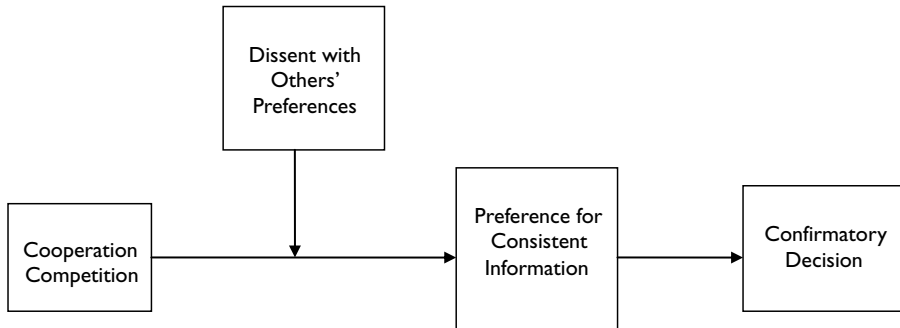 Dissent with
Others’
Preferences
Cooperation
Competition
Preference for
Consistent
Information
Confirmatory
Decision